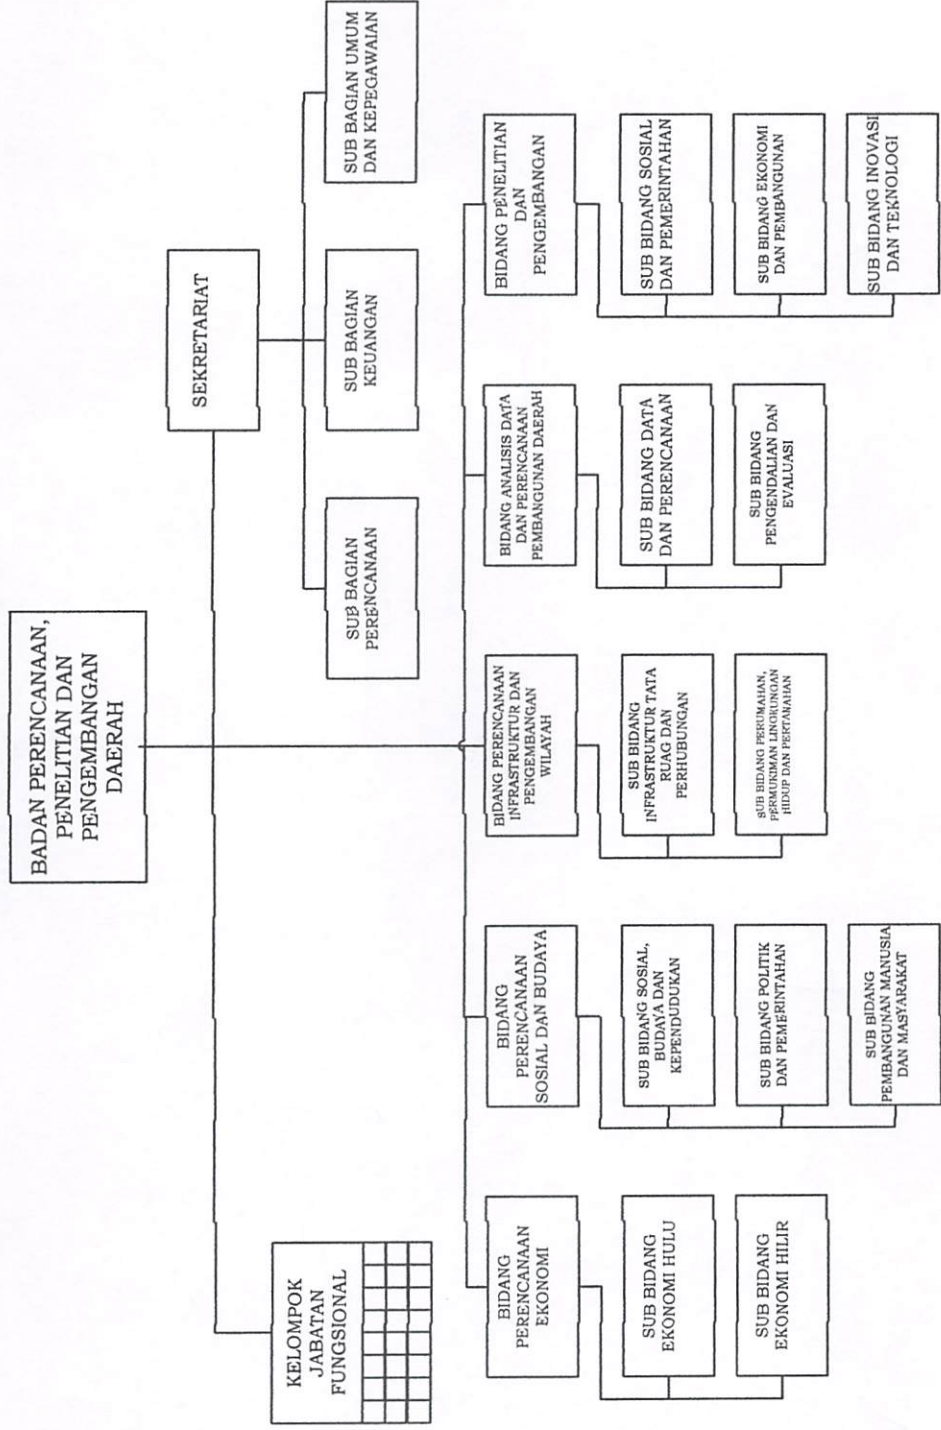 BADAN PERENCANAAN,
PENELITIAN DAN
PENGEMBANGAN
DAERAH
SEKRETARIAT
KELOMPOK
JABATAN
FUNGSIONAL
SUB BAGIAN
PERENCANAAN
SUB BAGIAN
KEUANGAN
SUB BAGIAN UMUM
DAN KEPEGAWAIAN
BIDANG
PERENCANAAN
EKONOMI
SUB BIDANG
EKONOMI HULU
SUB BIDANG
EKONOMI HILIR
BIDANG
PERENCANAAN
SOSIAL DAN BUDAYA
SUB BIDANG SOSIAL,
BUDAYA DAN
KEPENDUDUKAN
SUB BIDANG POLITIK
DAN PEMERINTAHAN
SUB BIDANG
PEMBANGUNAN MANUSIA
DAN MASYARAKAT
BIDANG PERENCANAAN
INFRASTRUKTUR DAN
PENGEMBANGAN
WILAYAH
SUB BIDANG
INFRASTRUKTUR TATA
RUAG DAN
PERHUBUNGAN
SUB BIDANG PERUMAHAN,
PERMUKIMAN LINGKUNGAN
HIDUP DAN PERTANAHAN
BIDANG ANALISIS DATA
DAN PERENCANAAN
PEMBANGUNAN DAERAH
SUB BIDANG DATA
DAN PERENCANAAN
SUB BIDANG
PENGENDALIAN DAN
EVALUASI
BIDANG PENELITIAN
DAN
PENGEMBANGAN
SUB BIDANG SOSIAL
DAN PEMERINTAHAN
SUB BIDANG EKONOMI
DAN PEMBANGUNAN
SUB BIDANG INOVASI
DAN TEKNOLOGI